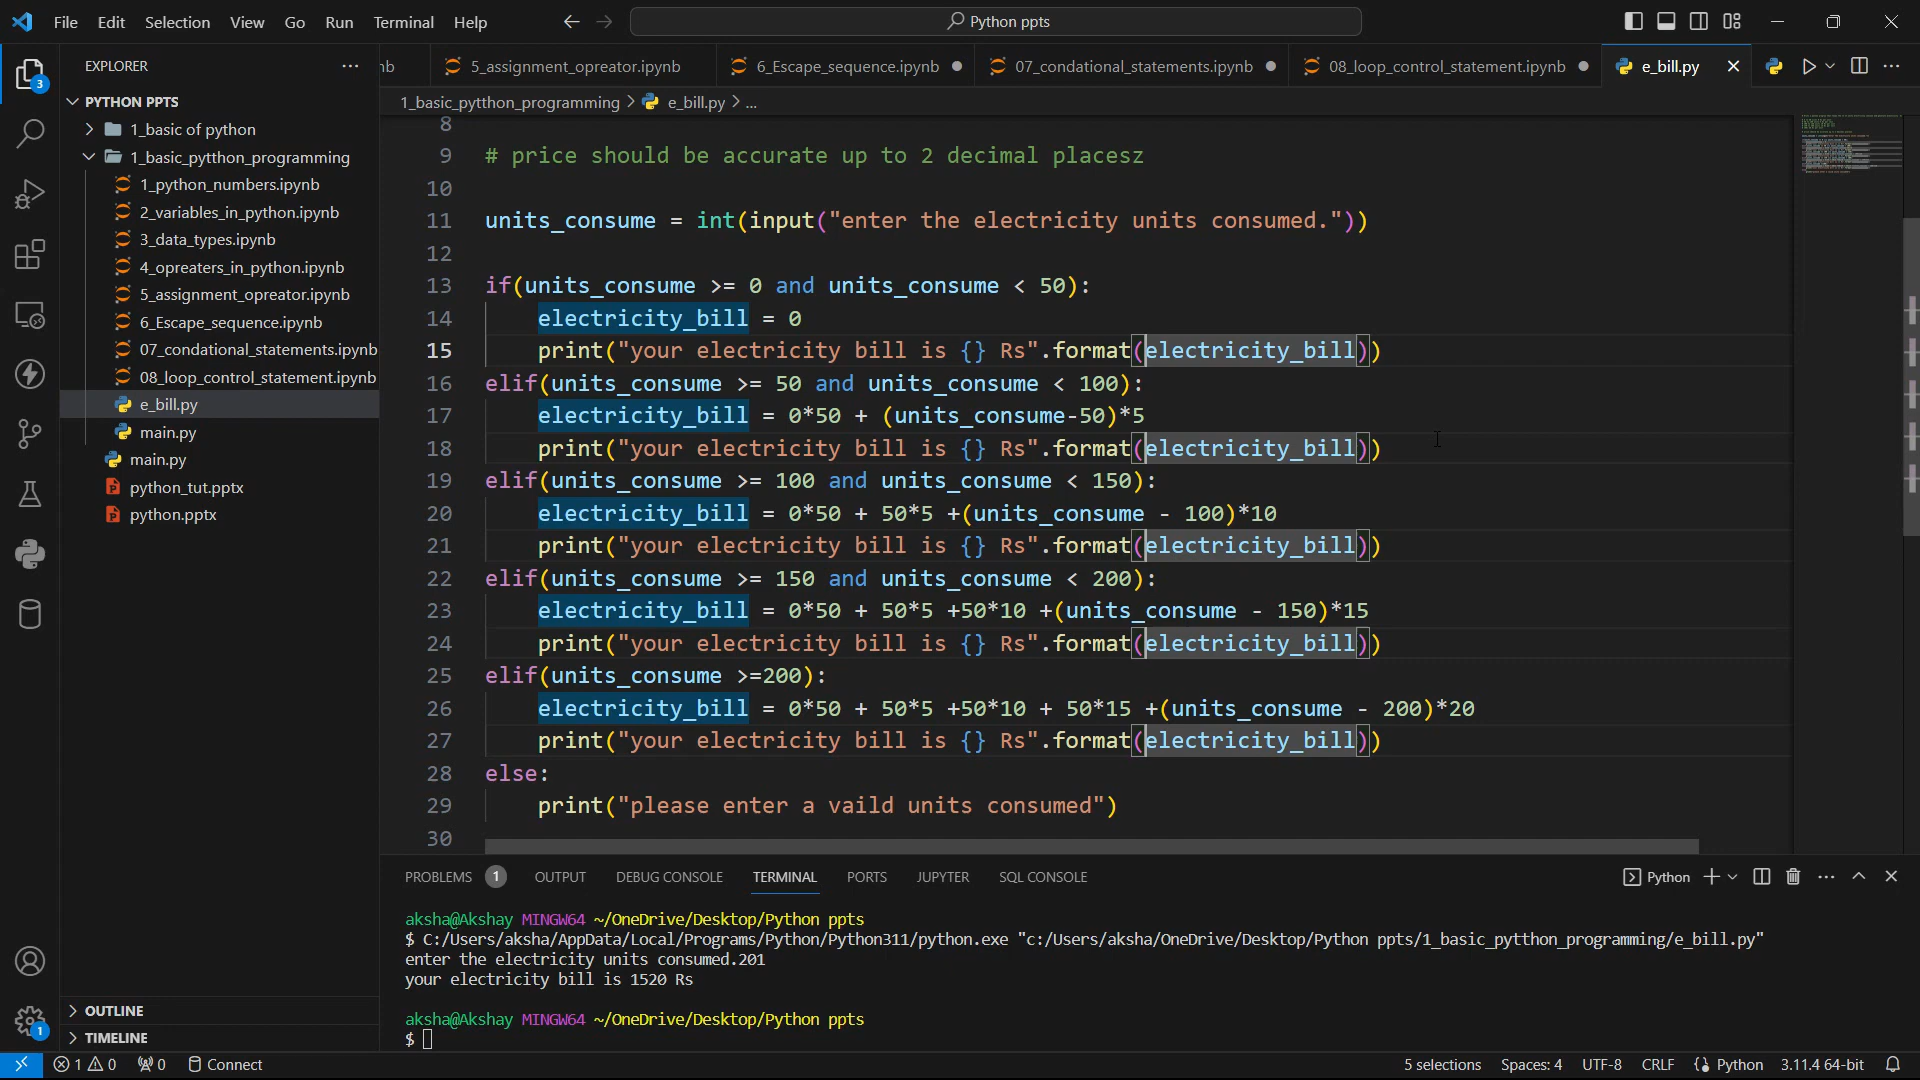 File Edit Selection View Go Run Terminal Help
Python ppts
EXPLORER
nb
5_assignment_opreator.ipynb
6_Escape_sequence.ipynb
07_condational_statements.ipynb
08_loop_control_statement.ipynb
e_bill.py
PYTHON PPTS
1_basic of python
1_basic_pytthon_programming
1_python_numbers.ipynb
2_variables_in_python.ipynb
3_data_types.ipynb
4_opreaters_in_python.ipynb
5_assignment_opreator.ipynb
6_Escape_sequence.ipynb
07_condational_statements.ipynb
08_loop_control_statement.ipynb
e_bill.py
main.py
main.py
python_tut.pptx
python.pptx
OUTLINE
TIMELINE
3
1
1_basic_pytthon_programming > e_bill.py > ...
8
9 # price should be accurate up to 2 decimal placesz
10
11 units_consume = int(input("enter the electricity units consumed."))
12
13 if(units_consume >= 0 and units_consume < 50):
14 electricity_bill = 0
15 print("your electricity bill is {} Rs".format(electricity_bill))
16 elif(units_consume >= 50 and units_consume < 100):
17 electricity_bill = 0*50 + (units_consume-50)*5
18 print("your electricity bill is {} Rs".format(electricity_bill))
19 elif(units_consume >= 100 and units_consume < 150):
20 electricity_bill = 0*50 + 50*5 +(units_consume - 100)*10
21 print("your electricity bill is {} Rs".format(electricity_bill))
22 elif(units_consume >= 150 and units_consume < 200):
23 electricity_bill = 0*50 + 50*5 +50*10 +(units_consume - 150)*15
24 print("your electricity bill is {} Rs".format(electricity_bill))
25 elif(units_consume >=200):
26 electricity_bill = 0*50 + 50*5 +50*10 + 50*15 +(units_consume - 200)*20
27 print("your electricity bill is {} Rs".format(electricity_bill))
28 else:
29 print("please enter a vaild units consumed")
30
PROBLEMS 1 OUTPUT DEBUG CONSOLE TERMINAL PORTS JUPYTER SQL CONSOLE
Python
aksha@Akshay MINGW64 ~/OneDrive/Desktop/Python ppts
$ C:/Users/aksha/AppData/Local/Programs/Python/Python311/python.exe "c:/Users/aksha/OneDrive/Desktop/Python ppts/1_basic_pytthon_programming/e_bill.py"
enter the electricity units consumed.201
your electricity bill is 1520 Rs
aksha@Akshay MINGW64 ~/OneDrive/Desktop/Python ppts
$
1 0 0 Connect
5 selections Spaces: 4 UTF-8 CRLF Python 3.11.4 64-bit